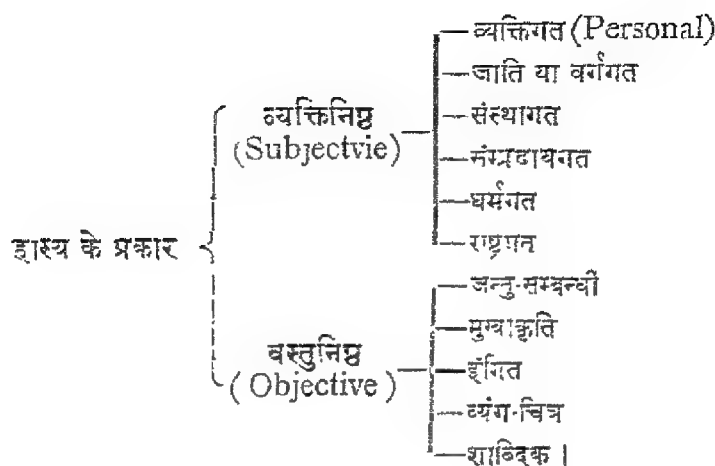 हास्य के प्रकार
व्यक्तिनिष्ठ
(Subjectvie)
व्यक्तिगत (Personal)
जाति या वर्गगत
संस्थागत
संम्प्रदायगत
धर्मगत
राष्ट्रगत
वस्तुनिष्ठ
( Objective )
जन्तु-सम्बन्धी
मुखाकृति
इंगित
व्यंग-चित्र
शाब्दिक ।